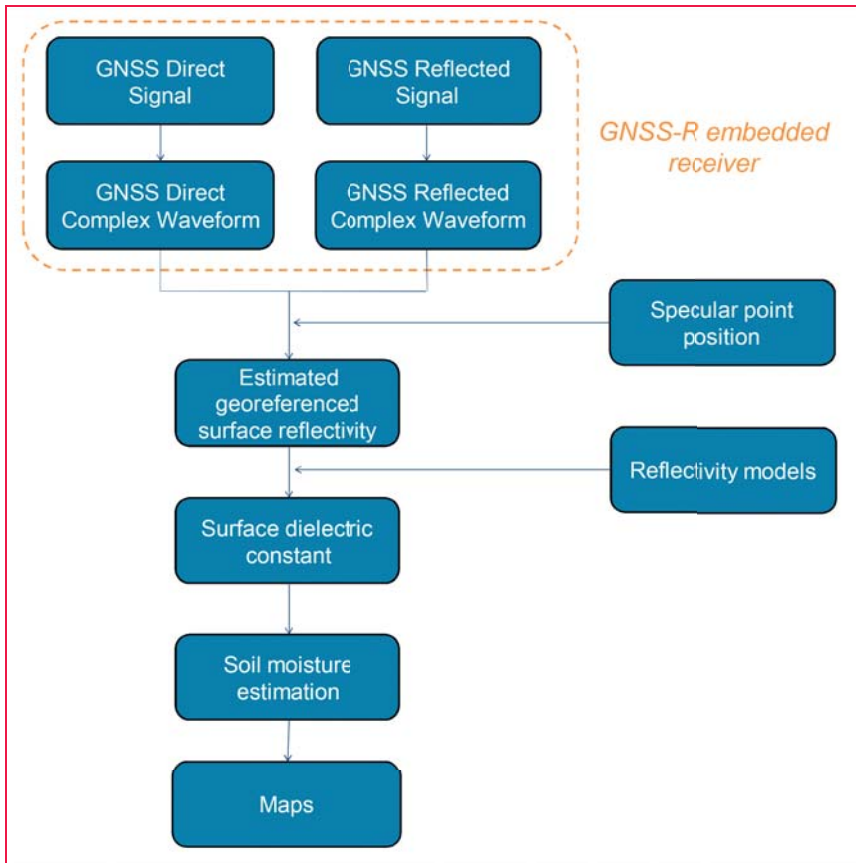 GNSS Direct
Signal
GNSS Reflected
Signal
GNSS-R embedded
receiver
GNSS Direct
Complex Waveform
GNSS Reflected
Complex Waveform
Specular point
position
Estimated
georeferenced
surface reflectivity
Reflectivity models
Surface dielectric
constant
Soil moisture
estimation
Maps